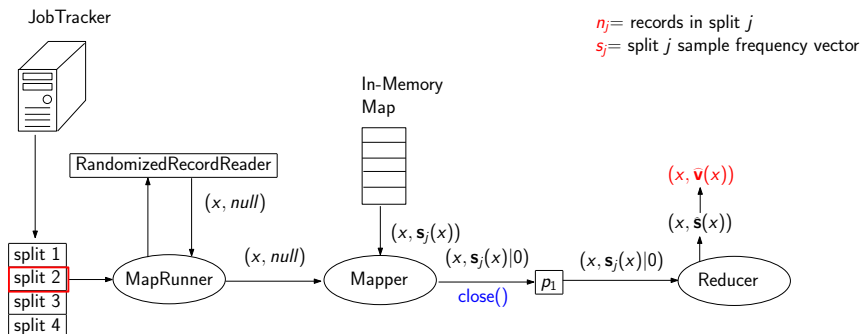 JobTracker
n_j= records in split j
s_j= split j sample frequency vector
In-Memory
Map
RandomizedRecordReader
(x, null)
(x, v̂(x))
(x, ŝ(x))
(x, s_j(x))
split 1
split 2
split 3
split 4
MapRunner
(x, null)
Mapper
(x, s_j(x)|0)
close()
p_1
(x, s_j(x)|0)
Reducer